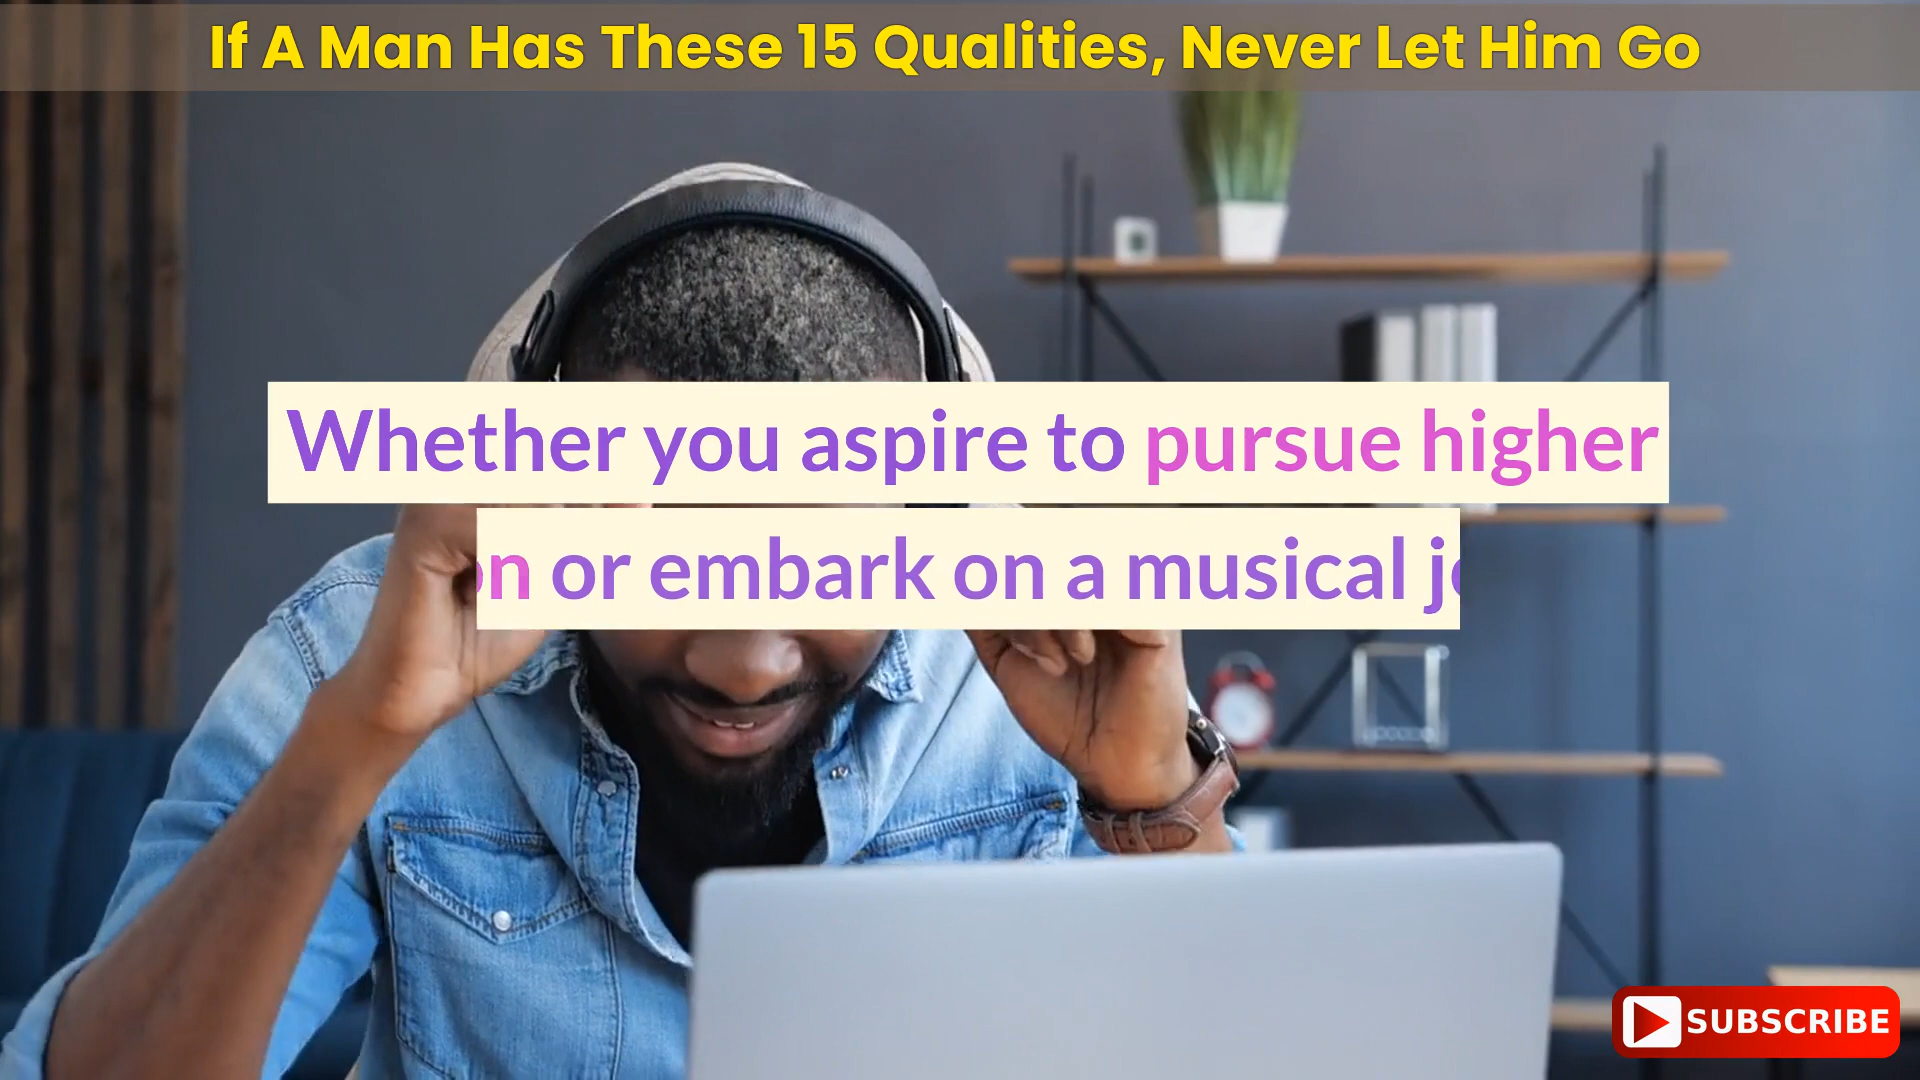 If A Man Has These 15 Qualities, Never Let Him Go
Whether you aspire to pursue higher
or embark on a musical
SUBSCRIBE